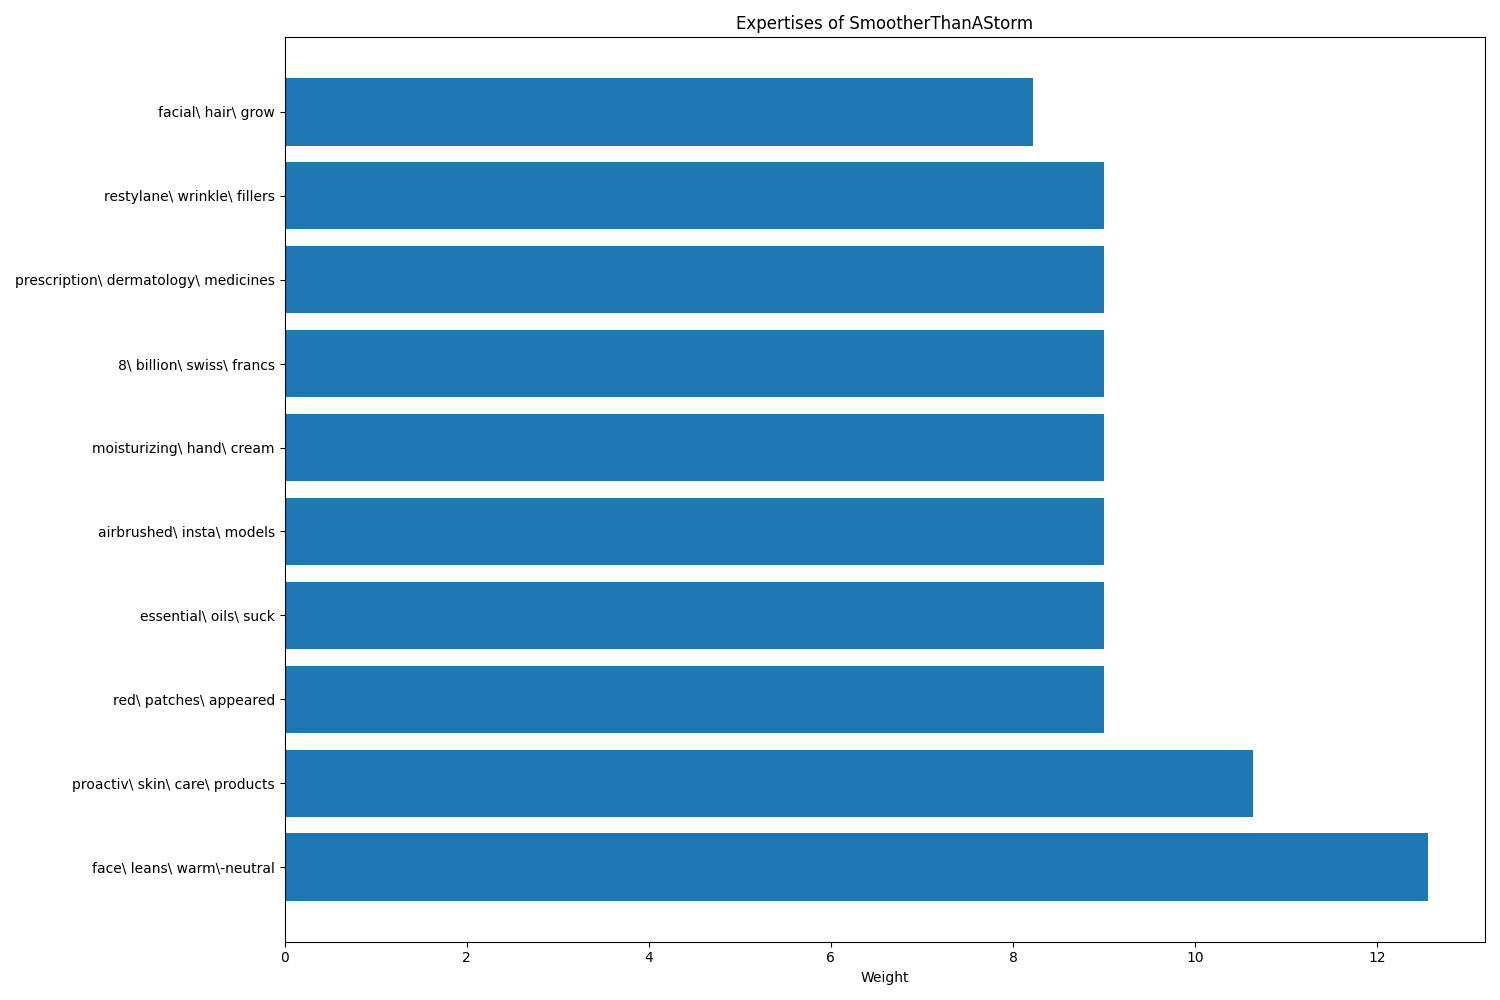 Expertises of SmootherThanAStorm
facial\ hair\ grow
restylane\ wrinkle\ fillers
prescription\ dermatology\ medicines
8\ billion\ swiss\ francs
moisturizing\ hand\ cream
airbrushed\ insta\ models
essential\ oils\ suck
red\ patches\ appeared
proactiv\ skin\ care\ products
face\ leans\ warm\-neutral
0 2 4 6 8 10 12
Weight